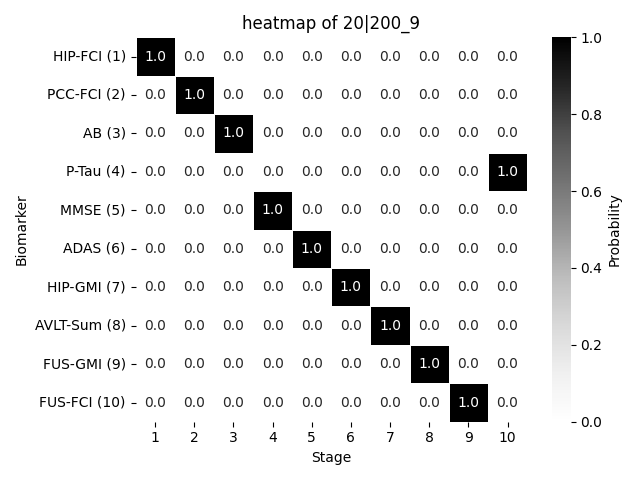 heatmap of 20|200_9
HIP-FCI (1) 1.0 0.0 0.0 0.0 0.0 0.0 0.0 0.0 0.0 0.0
PCC-FCI (2) 0.0 1.0 0.0 0.0 0.0 0.0 0.0 0.0 0.0 0.0
AB (3) 0.0 0.0 1.0 0.0 0.0 0.0 0.0 0.0 0.0 0.0
P-Tau (4) 0.0 0.0 0.0 0.0 0.0 0.0 0.0 0.0 0.0 1.0
MMSE (5) 0.0 0.0 0.0 1.0 0.0 0.0 0.0 0.0 0.0 0.0
ADAS (6) 0.0 0.0 0.0 0.0 1.0 0.0 0.0 0.0 0.0 0.0
HIP-GMI (7) 0.0 0.0 0.0 0.0 0.0 1.0 0.0 0.0 0.0 0.0
AVLT-Sum (8) 0.0 0.0 0.0 0.0 0.0 0.0 1.0 0.0 0.0 0.0
FUS-GMI (9) 0.0 0.0 0.0 0.0 0.0 0.0 0.0 1.0 0.0 0.0
FUS-FCI (10) 0.0 0.0 0.0 0.0 0.0 0.0 0.0 0.0 1.0 0.0
1 2 3 4 5 6 7 8 9 10
Stage
Biomarker
1.0
0.8
0.6
0.4
0.2
0.0
Probability